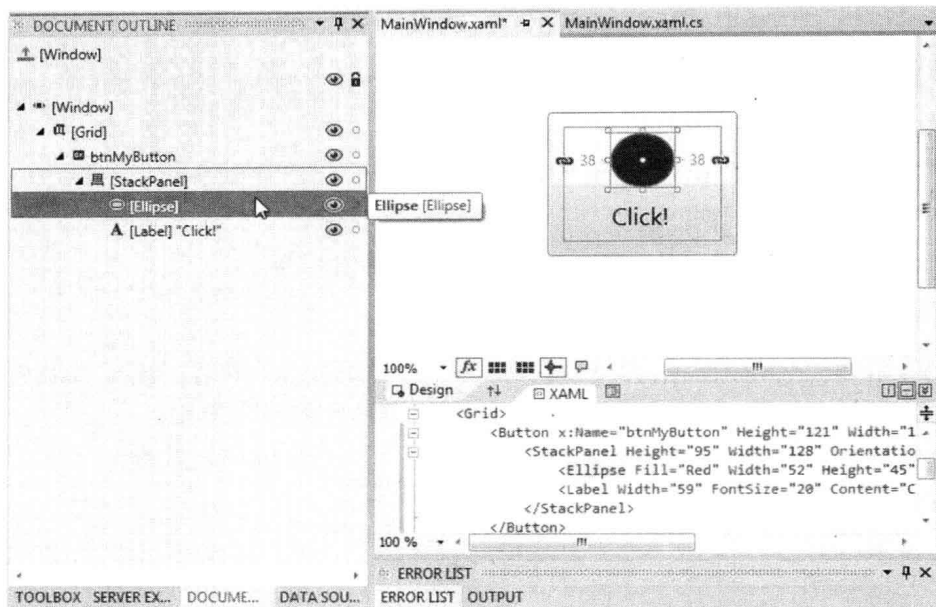 DOCUMENT OUTLINE
[Window]
[Window]
[Grid]
btnMyButton
[StackPanel]
[Ellipse]
[Label] "Click!"
Ellipse [Ellipse]
MainWindow.xaml* MainWindow.xaml.cs
38 38
Click!
100% fx
Design XAML
<Grid>
<Button x:Name="btnMyButton" Height="121" Width="1
<StackPanel Height="95" Width="128" Orientatio
<Ellipse Fill="Red" Width="52" Height="45"
<Label Width="59" FontSize="20" Content="C
</StackPanel>
</Button>
100 %
ERROR LIST
TOOLBOX SERVER EX... DOCUME... DATA SOU... ERROR LIST OUTPUT